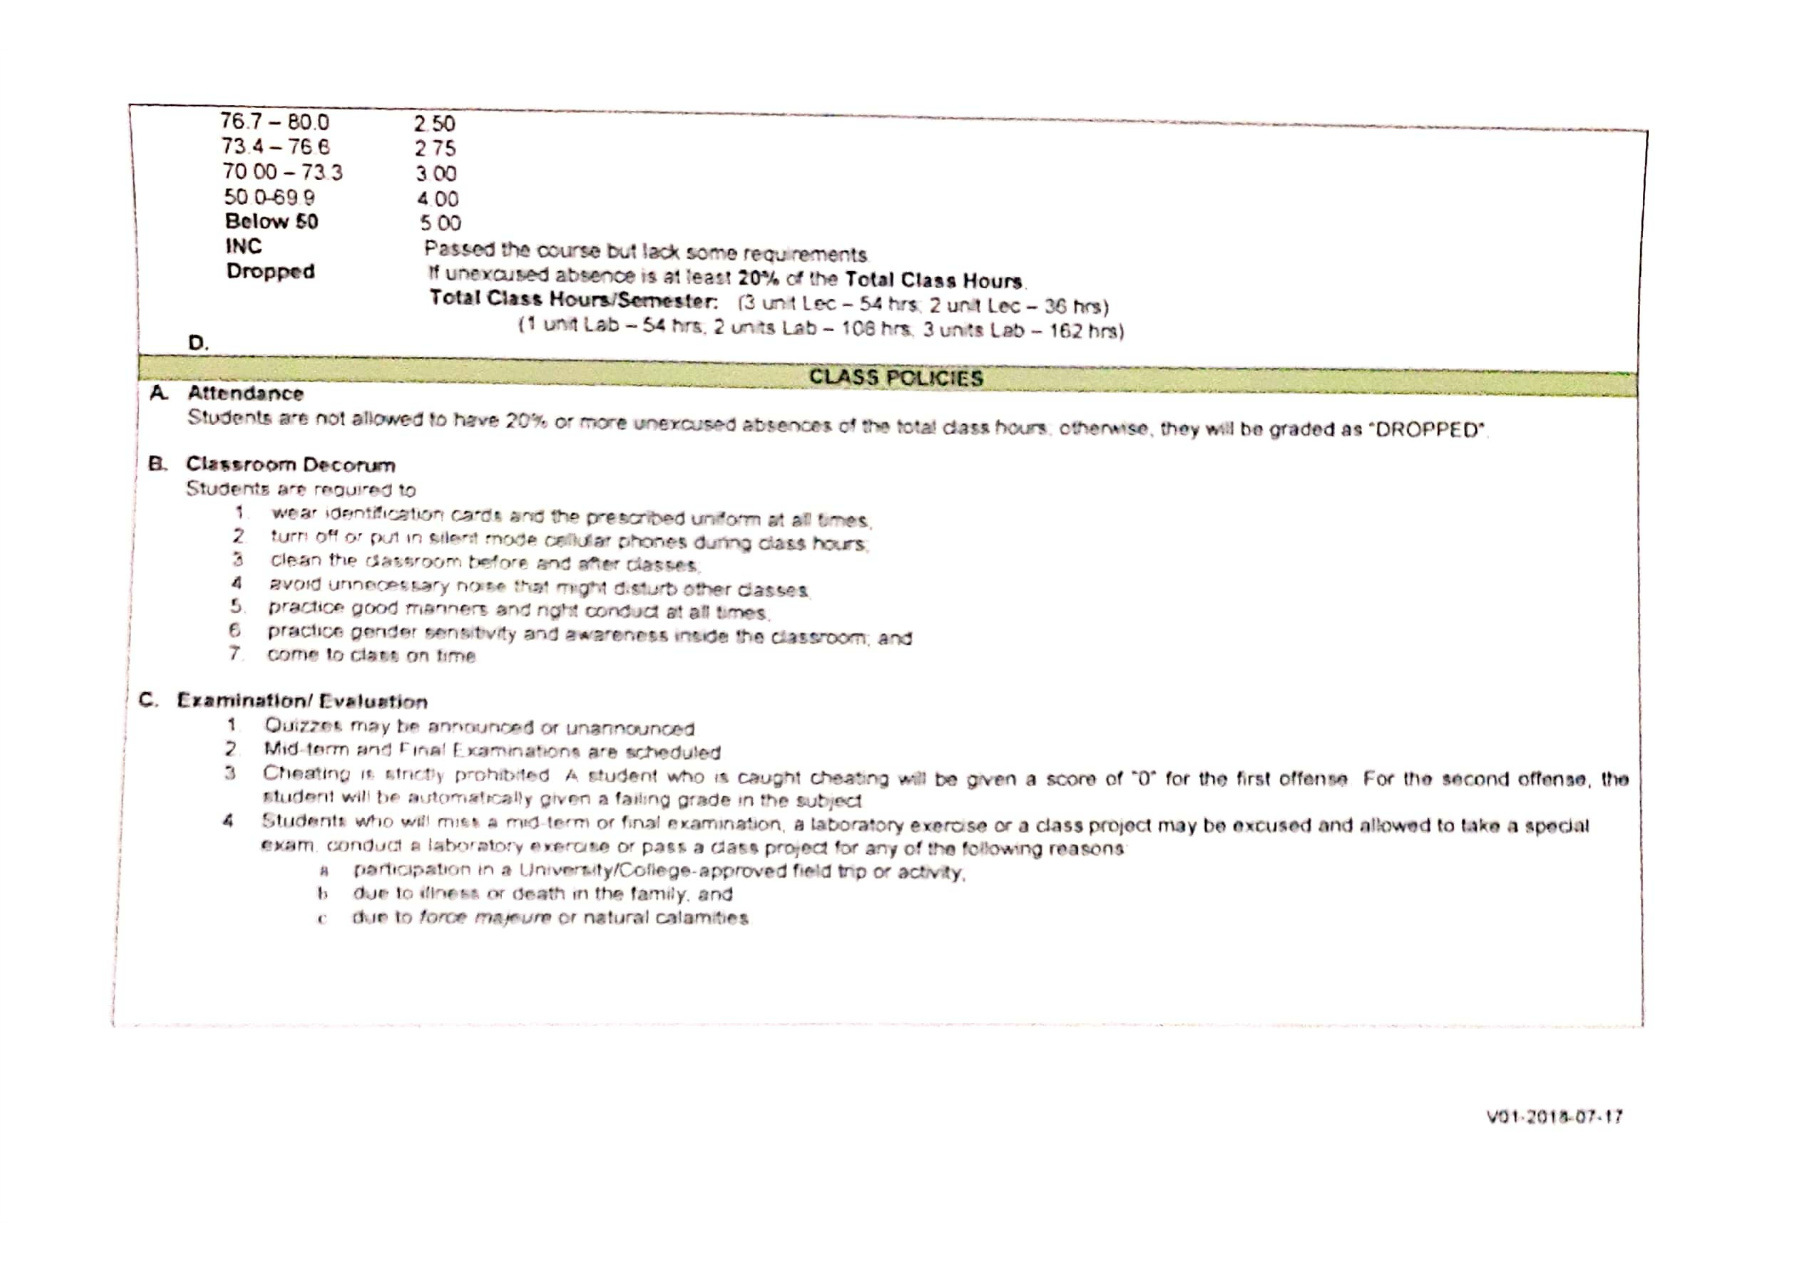 76.7 – 80.0 2.50
73.4 – 76.6 2.75
70.00 – 73.3 3.00
50.0-69.9 4.00
Below 50 5.00
INC Passed the course but lack some requirements.
Dropped If unexcused absence is at least 20% of the Total Class Hours.
Total Class Hours/Semester: (3 unit Lec – 54 hrs; 2 unit Lec – 36 hrs)
(1 unit Lab – 54 hrs; 2 units Lab – 108 hrs; 3 units Lab – 162 hrs)
D.
CLASS POLICIES
A. Attendance
Students are not allowed to have 20% or more unexcused absences of the total class hours; otherwise, they will be graded as "DROPPED".
B. Classroom Decorum
Students are required to
1. wear identification cards and the prescribed uniform at all times;
2. turn off or put in silent mode cellular phones during class hours;
3. clean the classroom before and after classes;
4. avoid unnecessary noise that might disturb other classes;
5. practice good manners and right conduct at all times;
6. practice gender sensitivity and awareness inside the classroom; and
7. come to class on time
C. Examination/ Evaluation
1. Quizzes may be announced or unannounced
2. Mid-term and Final Examinations are scheduled
3. Cheating is strictly prohibited. A student who is caught cheating will be given a score of "0" for the first offense. For the second offense, the
student will be automatically given a failing grade in the subject
4. Students who will miss a mid-term or final examination, a laboratory exercise or a class project may be excused and allowed to take a special
exam, conduct a laboratory exercise or pass a class project for any of the following reasons
a. participation in a University/College-approved field trip or activity;
b. due to illness or death in the family; and
c. due to force majeure or natural calamities
V01-2018-07-17